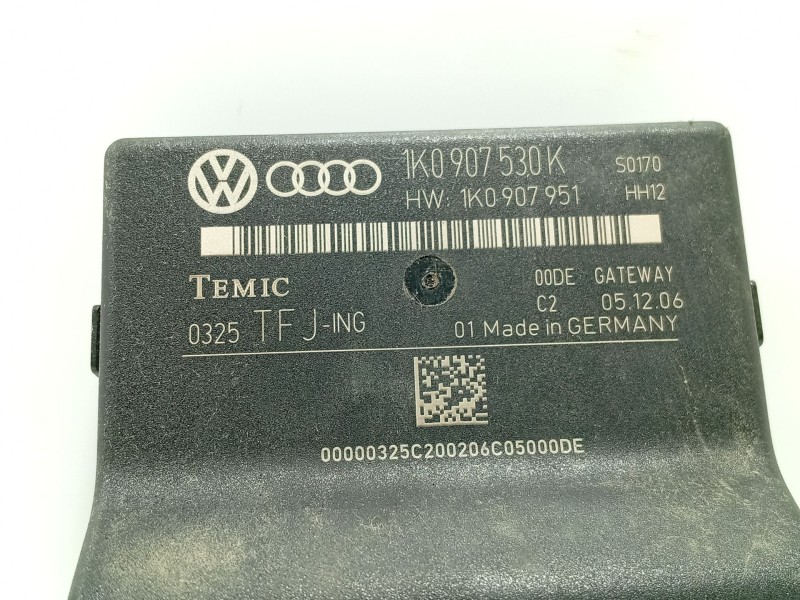 1K0 907 530 K S0170
HW: 1K0 907 951 HH12
TEMIC 00DE GATEWAY
C2 05.12.06
0325 TFJ-ING 01 Made in GERMANY
00000325C200206C05000DE